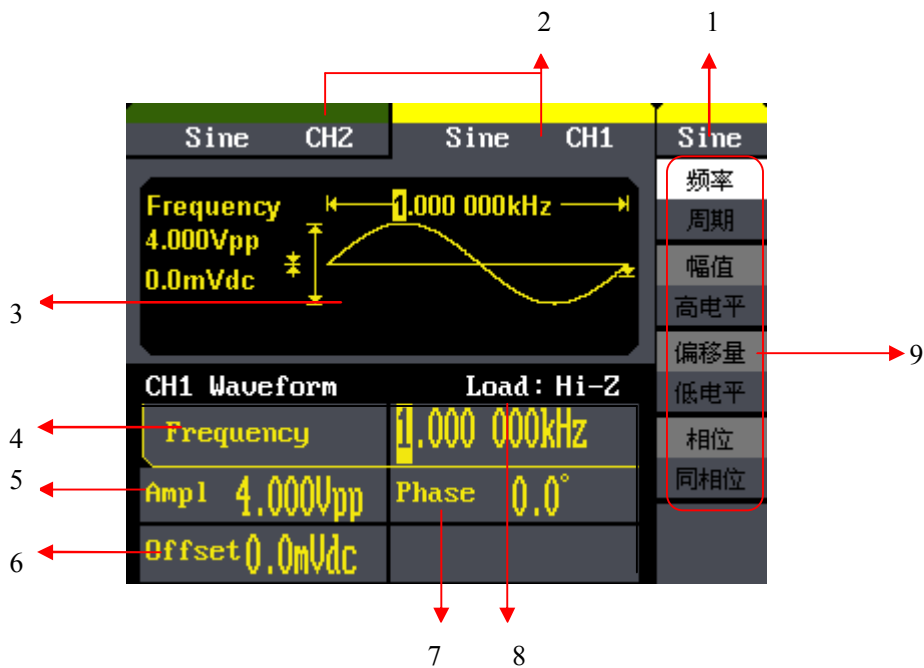 2
1
Sine CH2
Sine CH1
Sine
Frequency
1.000 000kHz
4.000Vpp
0.0mVdc
3
频率
周期
幅值
高电平
偏移量
低电平
相位
同相位
9
CH1 Waveform
Load: Hi-Z
4
Frequency
1.000 000kHz
5
Ampl 4.000Vpp
Phase 0.0°
6
Offset 0.0mVdc
7
8